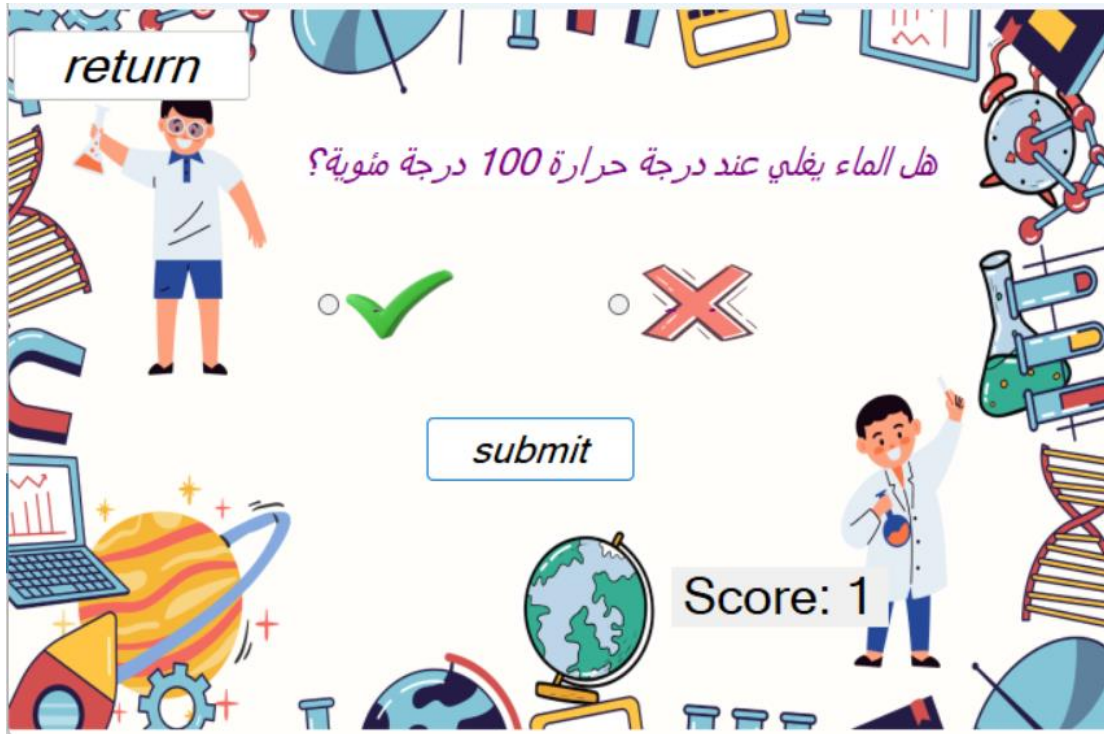 return
هل الماء يغلي عند درجة حرارة 100 درجة مئوية؟
submit
Score: 1